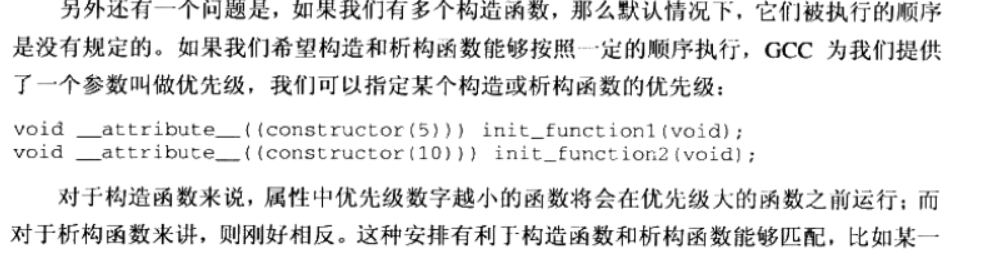 另外还有一个问题是，如果我们有多个构造函数，那么默认情况下，它们被执行的顺序
是没有规定的。如果我们希望构造和析构函数能够按照一定的顺序执行，GCC 为我们提供
了一个参数叫做优先级，我们可以指定某个构造或析构函数的优先级：
void __attribute__((constructor(5))) init_function1(void);
void __attribute__((constructor(10))) init_function2(void);
对于构造函数来说，属性中优先级数字越小的函数将会在优先级大的函数之前运行；而
对于析构函数来讲，则刚好相反。这种安排有利于构造函数和析构函数能够匹配，比如某一